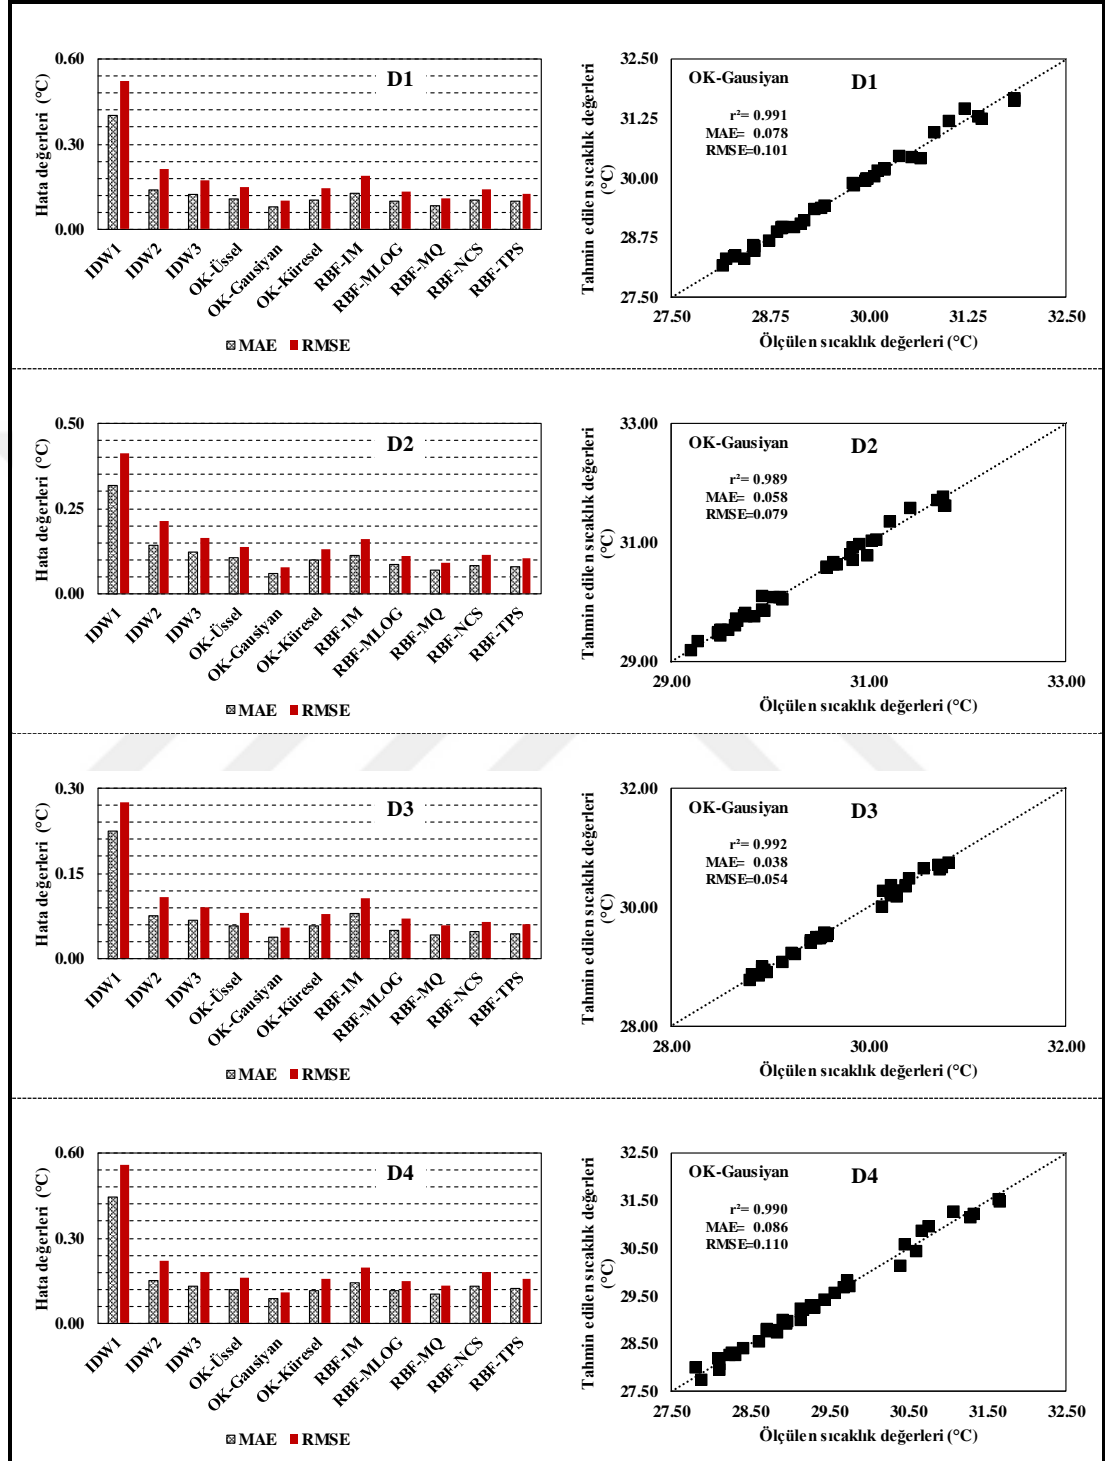 Hata değerleri (°C)
0.60
0.30
0.00
D1
IDW1
IDW2
IDW3
OK-Üssel
OK-Gausiyan
OK-Küresel
RBF-IM
RBF-MLOG
RBF-MQ
RBF-NCS
RBF-TPS
MAE RMSE
Tahmin edilen sıcaklık değerleri
(°C)
32.50
31.25
30.00
28.75
27.50
OK-Gausiyan
D1
r²= 0.991
MAE= 0.078
RMSE=0.101
27.50 28.75 30.00 31.25 32.50
Ölçülen sıcaklık değerleri (°C)
Hata değerleri (°C)
0.50
0.25
0.00
D2
IDW1
IDW2
IDW3
OK-Üssel
OK-Gausiyan
OK-Küresel
RBF-IM
RBF-MLOG
RBF-MQ
RBF-NCS
RBF-TPS
MAE RMSE
Tahmin edilen sıcaklık değerleri
(°C)
33.00
31.00
29.00
OK-Gausiyan
D2
r²= 0.989
MAE= 0.058
RMSE=0.079
29.00 31.00 33.00
Ölçülen sıcaklık değerleri (°C)
Hata değerleri (°C)
0.30
0.15
0.00
D3
IDW1
IDW2
IDW3
OK-Üssel
OK-Gausiyan
OK-Küresel
RBF-IM
RBF-MLOG
RBF-MQ
RBF-NCS
RBF-TPS
MAE RMSE
Tahmin edilen sıcaklık değerleri
(°C)
32.00
30.00
28.00
OK-Gausiyan
D3
r²= 0.992
MAE= 0.038
RMSE=0.054
28.00 30.00 32.00
Ölçülen sıcaklık değerleri (°C)
Hata değerleri (°C)
0.60
0.30
0.00
D4
IDW1
IDW2
IDW3
OK-Üssel
OK-Gausiyan
OK-Küresel
RBF-IM
RBF-MLOG
RBF-MQ
RBF-NCS
RBF-TPS
MAE RMSE
Tahmin edilen sıcaklık değerleri
(°C)
32.50
31.50
30.50
29.50
28.50
27.50
OK-Gausiyan
D4
r²= 0.990
MAE= 0.086
RMSE=0.110
27.50 28.50 29.50 30.50 31.50 32.50
Ölçülen sıcaklık değerleri (°C)